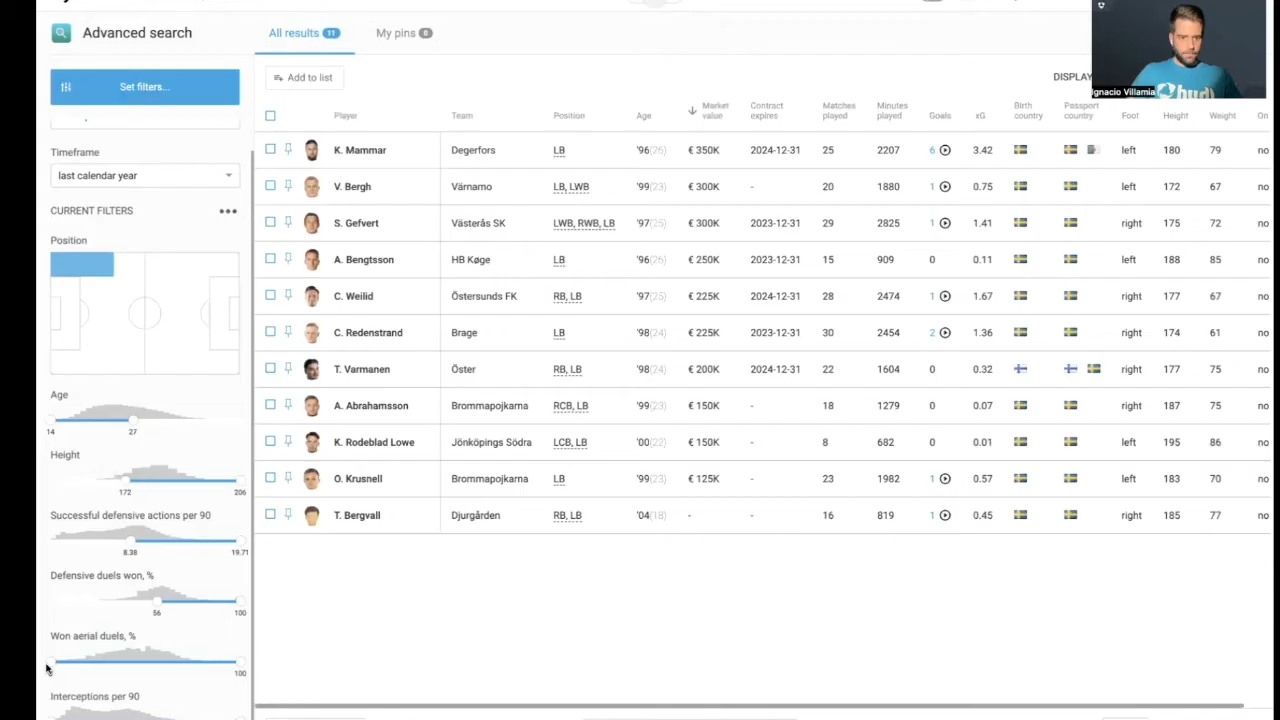 Advanced search
All results 11
My pins 0
Ignacio Villamia
Set filters...
Add to list
DISPLAY
Timeframe
last calendar year
CURRENT FILTERS
Position
Age
14 27
Height
172 206
Successful defensive actions per 90
8.38 19.71
Defensive duels won, %
56 100
Won aerial duels, %
100
Interceptions per 90
Player Team Position Age Market value Contract expires Matches played Minutes played Goals xG Birth country Passport country Foot Height Weight On
K. Mammar Degerfors LB '96(26) € 350K 2024-12-31 25 2207 6 3.42 left 180 79 no
V. Bergh Värnamo LB, LWB '99(23) € 300K - 20 1880 1 0.75 left 172 67 no
S. Gefvert Västerås SK LWB, RWB, LB '97(25) € 300K 2023-12-31 29 2825 1 1.41 right 175 72 no
A. Bengtsson HB Køge LB '96(26) € 250K 2024-12-31 15 909 0 0.11 left 188 85 no
C. Weilid Östersunds FK RB, LB '97(25) € 225K 2024-12-31 28 2474 1 1.67 right 177 67 no
C. Redenstrand Brage LB '98(24) € 225K 2023-12-31 30 2454 2 1.36 right 174 61 no
T. Varmanen Öster RB, LB '98(24) € 200K 2024-12-31 22 1604 0 0.32 right 177 75 no
A. Abrahamsson Brommapojkarna RCB, LB '99(23) € 150K - 18 1279 0 0.07 right 187 75 no
K. Rodeblad Lowe Jönköpings Södra LCB, LB '00(22) € 150K - 8 682 0 0.01 left 195 86 no
O. Krusnell Brommapojkarna LB '99(23) € 125K - 23 1982 1 0.57 left 183 70 no
T. Bergvall Djurgården RB, LB '04(18) - - 16 819 1 0.45 right 185 77 no